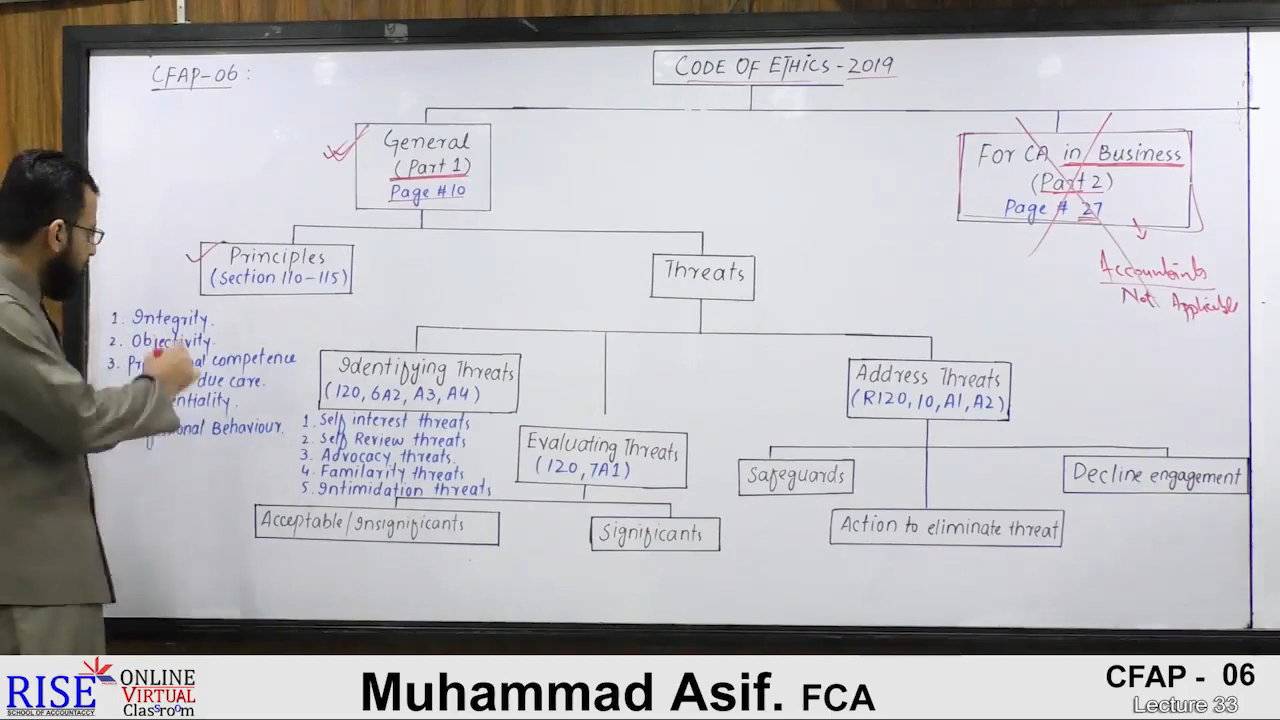 CFAP-06:
CODE OF ETHICS - 2019
General
(Part 1)
Page #10
For CA in Business
(Part 2)
Page # 27
Accountants
Not Applicable
Principles
(Section 110-115)
Threats
1. Integrity.
2. Objectivity.
3. competence
due care.
Behaviour.
Identifying Threats
(120, 6A2, A3, A4)
1. Self interest threats
2. Self Review threats
3. Advocacy threats.
4. Familarity threats
5. Intimidation threats
Evaluating Threats
(120, 7A1)
Acceptable/Insignificants
Significants
Address Threats
(R120, 10, A1, A2)
Safeguards
Action to eliminate threat
Decline engagement
RISE
SCHOOL OF ACCOUNTANCY
ONLINE
VIRTUAL
Classroom
Muhammad Asif. FCA
CFAP - 06
Lecture 33